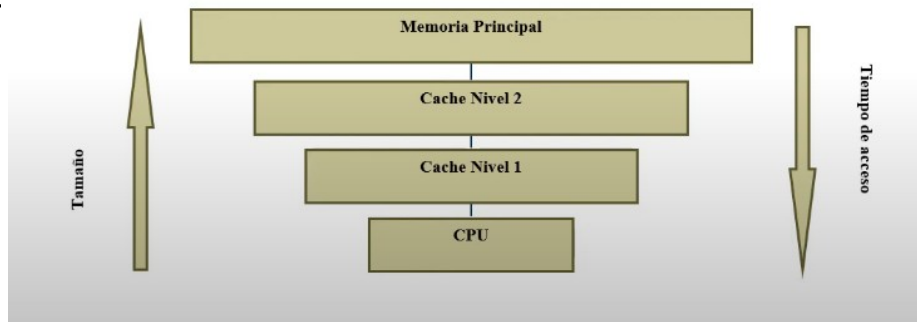 Memoria Principal
Cache Nivel 2
Cache Nivel 1
CPU
Tamaño
Tiempo de acceso